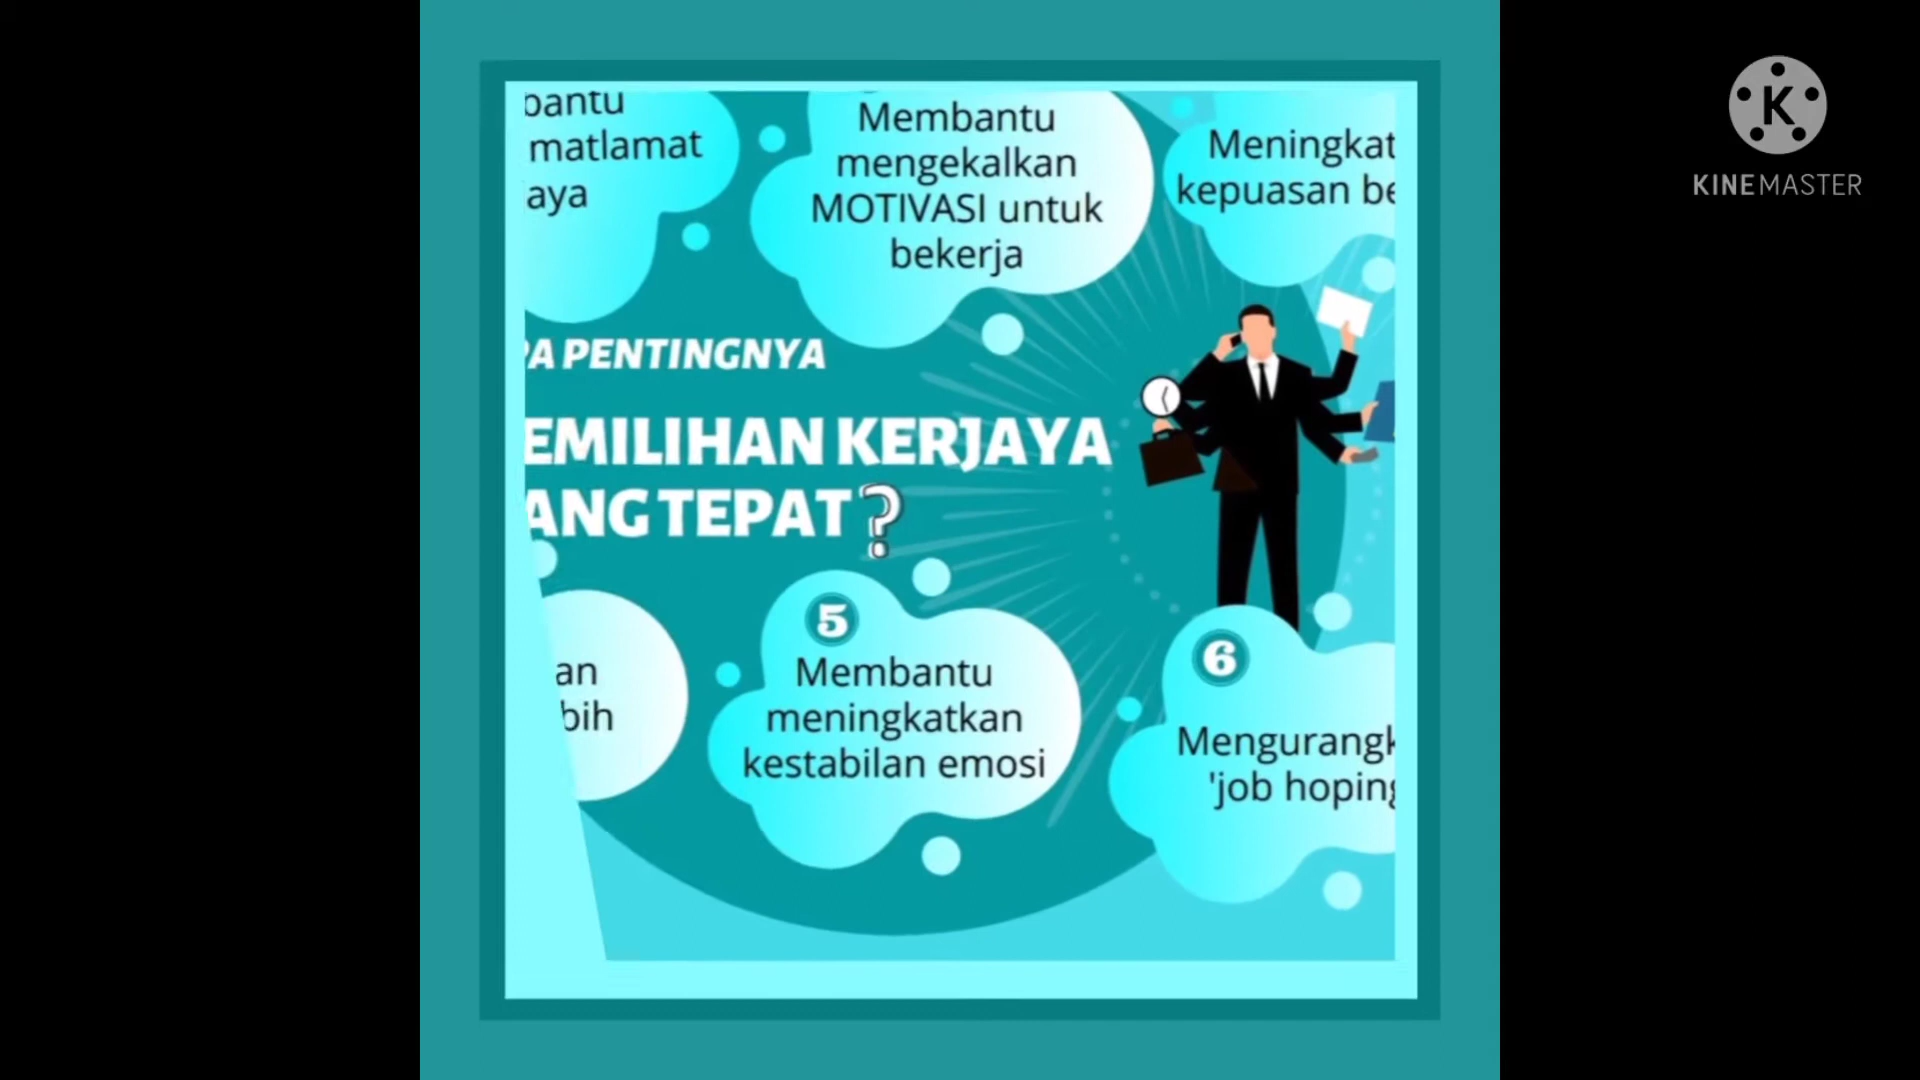 bantu
matlamat
aya
Membantu
mengekalkan
MOTIVASI untuk
bekerja
Meningkat
kepuasan be
A PENTINGNYA
EMILIHAN KERJAYA
ANG TEPAT?
an
bih
5
Membantu
meningkatkan
kestabilan emosi
6
Mengurangk
'job hoping
K
KINEMASTER